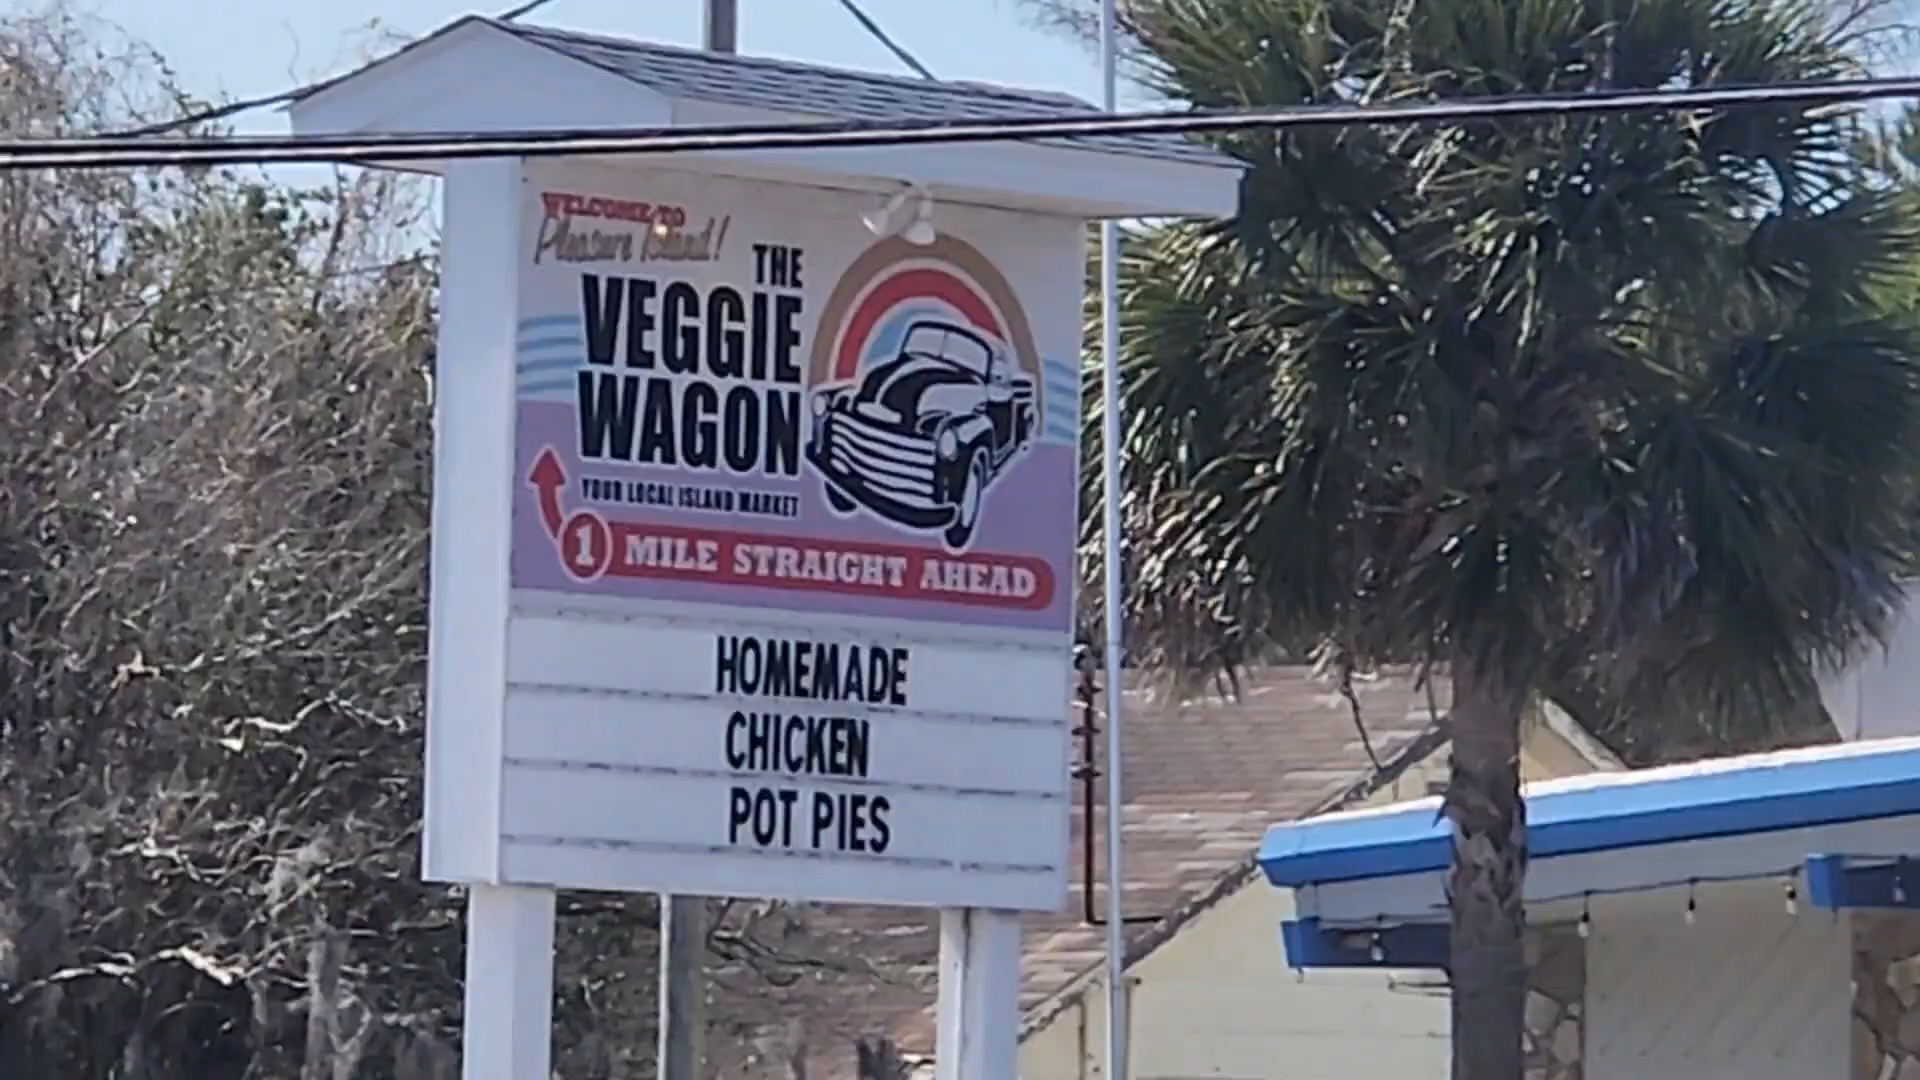 WELCOME TO
Pleasure Island!
THE
VEGGIE
WAGON
YOUR LOCAL ISLAND MARKET
1 MILE STRAIGHT AHEAD
HOMEMADE
CHICKEN
POT PIES